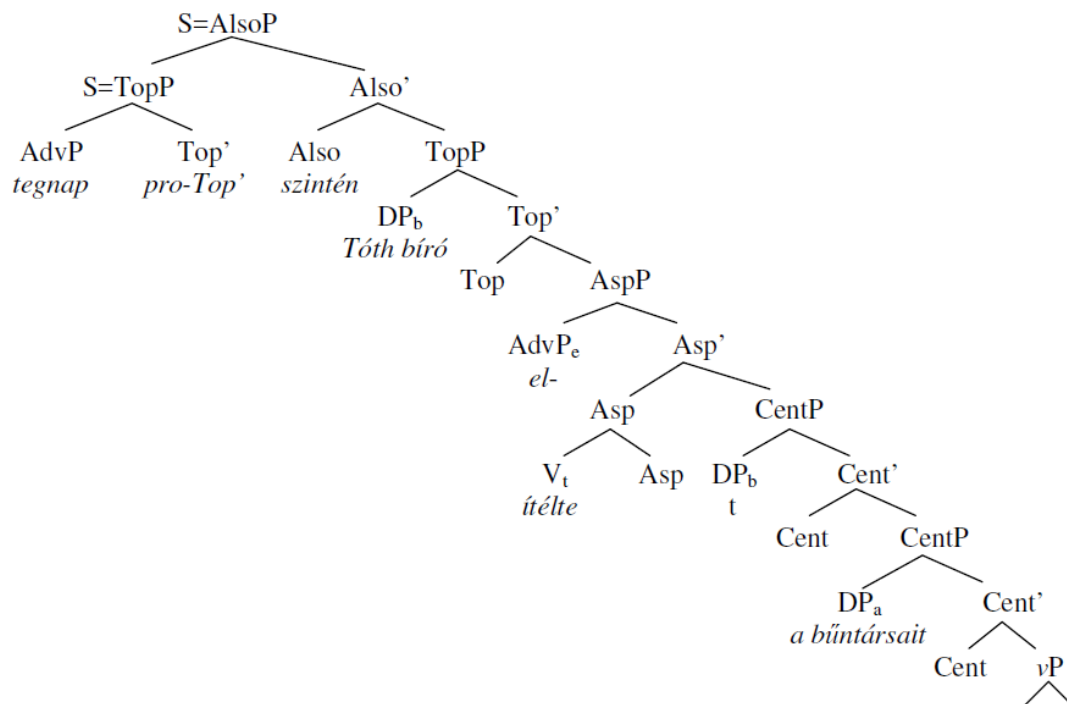 S=AlsoP
S=TopP Also’
AdvP Top’ Also TopP
tegnap pro-Top’ szintén
DPb Top’
Tóth bíró
Top AspP
AdvPe Asp’
el-
Asp CentP
Vt Asp DPb Cent’
ítélte t
Cent CentP
DPa Cent’
a bűntársait
Cent vP